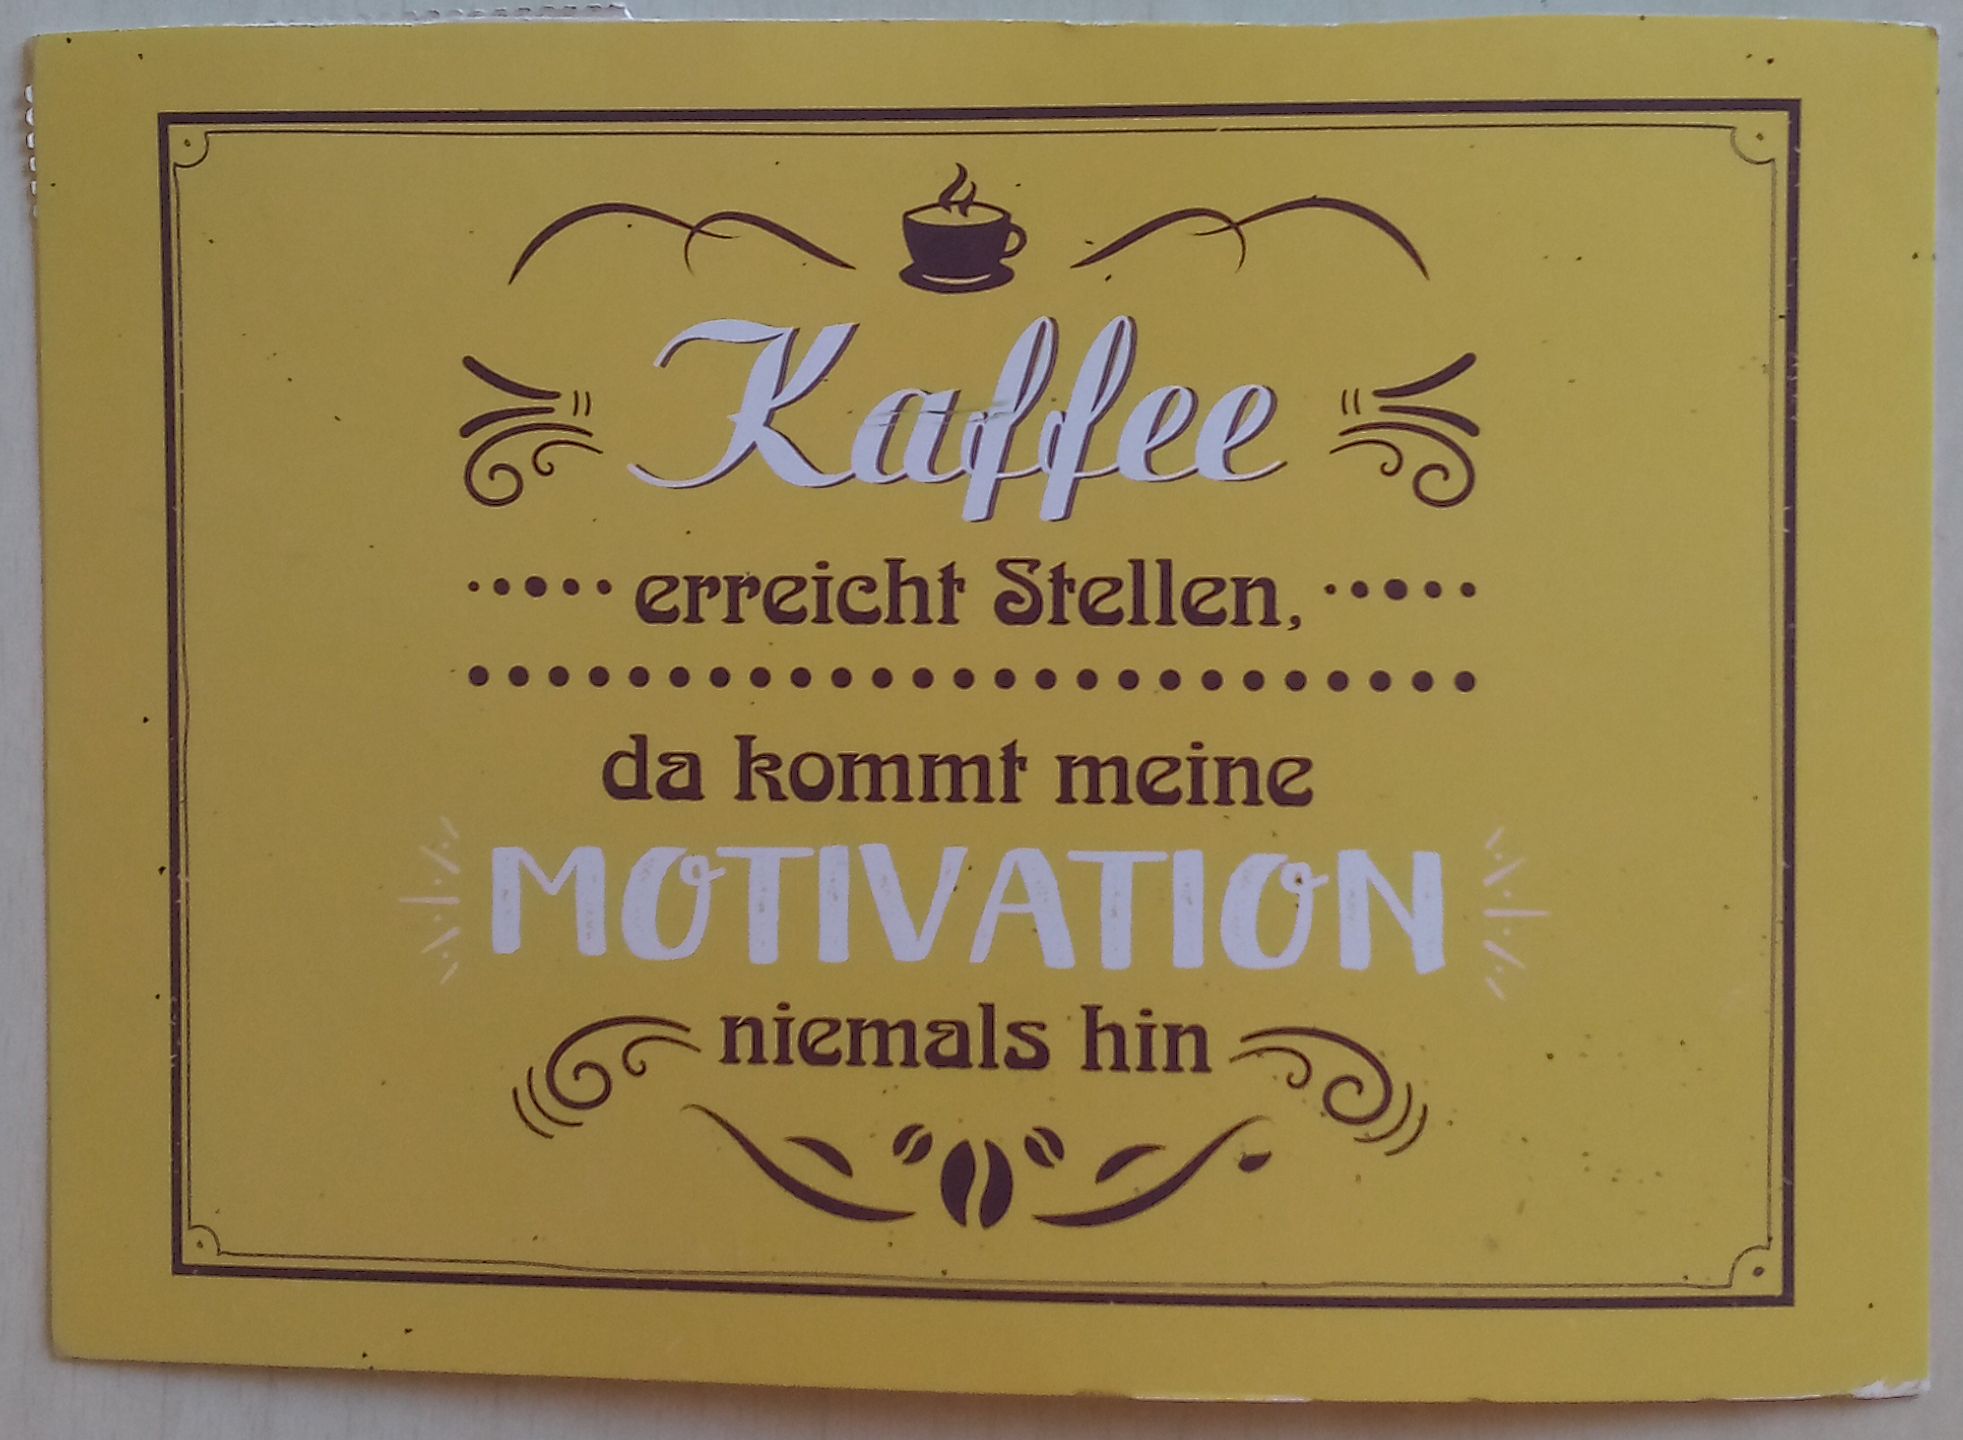 Kaffee
erreicht Stellen,
da kommt meine
MOTIVATION
niemals hin